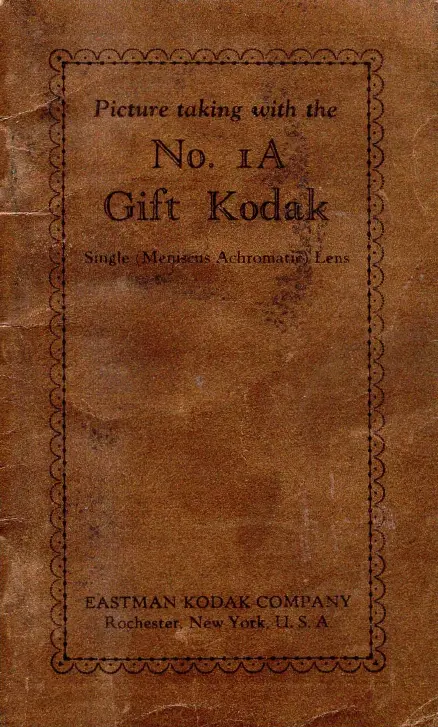 Picture taking with the
No. 1A
Gift Kodak
Single (Meniscus Achromatic) Lens
EASTMAN KODAK COMPANY
Rochester, New York, U. S. A.